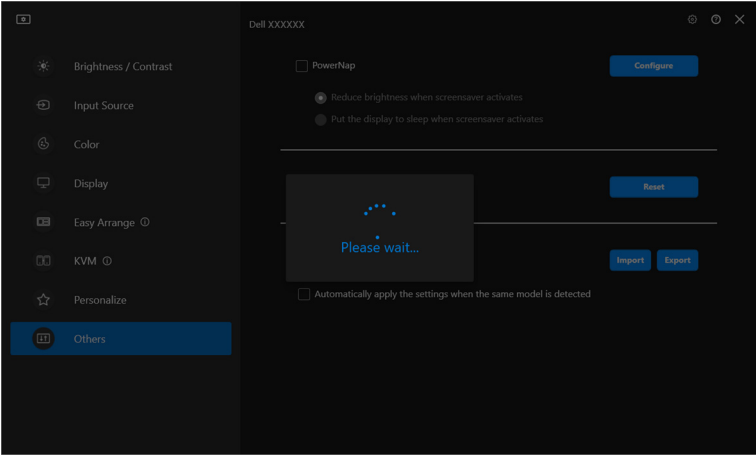 Dell XXXXXX
Brightness / Contrast
Input Source
Color
Display
Easy Arrange
KVM
Personalize
Others
PowerNap
Configure
Reduce brightness when screensaver activates
Put the display to sleep when screensaver activates
Reset
Please wait...
Import
Export
Automatically apply the settings when the same model is detected